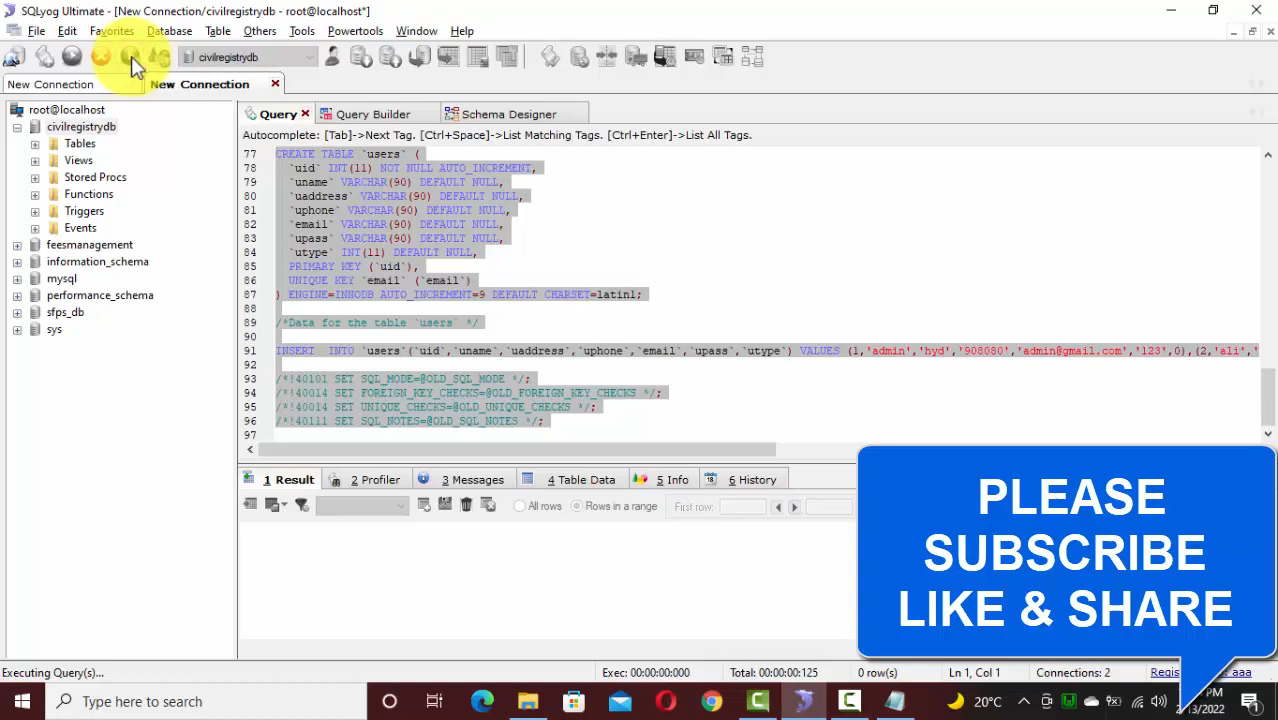 SQLyog Ultimate - [New Connection/civilregistrydb - root@localhost*]
File Edit Favorites Database Table Others Tools Powertools Window Help
civilregistrydb
New Connection New Connection
root@localhost
civilregistrydb
Tables
Views
Stored Procs
Functions
Triggers
Events
feesmanagement
information_schema
mysql
performance_schema
sfps_db
sys
Query Query Builder Schema Designer
Autocomplete: [Tab]->Next Tag. [Ctrl+Space]->List Matching Tags. [Ctrl+Enter]->List All Tags.
77 CREATE TABLE `users` (
78 `uid` INT(11) NOT NULL AUTO_INCREMENT,
79 `uname` VARCHAR(90) DEFAULT NULL,
80 `uaddress` VARCHAR(90) DEFAULT NULL,
81 `uphone` VARCHAR(90) DEFAULT NULL,
82 `email` VARCHAR(90) DEFAULT NULL,
83 `upass` VARCHAR(90) DEFAULT NULL,
84 `utype` INT(11) DEFAULT NULL,
85 PRIMARY KEY (`uid`),
86 UNIQUE KEY `email` (`email`)
87 ) ENGINE=INNODB AUTO_INCREMENT=9 DEFAULT CHARSET=latin1;
88
89 /*Data for the table `users` */
90
91 INSERT INTO `users`(`uid`,`uname`,`uaddress`,`uphone`,`email`,`upass`,`utype`) VALUES (1,'admin','hyd','908080','admin@gmail.com','123',0),(2,'ali','
92
93 /*!40101 SET SQL_MODE=@OLD_SQL_MODE */;
94 /*!40014 SET FOREIGN_KEY_CHECKS=@OLD_FOREIGN_KEY_CHECKS */;
95 /*!40014 SET UNIQUE_CHECKS=@OLD_UNIQUE_CHECKS */;
96 /*!40111 SET SQL_NOTES=@OLD_SQL_NOTES */;
97
1 Result 2 Profiler 3 Messages 4 Table Data 5 Info 6 History
All rows Rows in a range First row:
PLEASE
SUBSCRIBE
LIKE & SHARE
Executing Query(s)... Exec: 00:00:00:000 Total: 00:00:00:125 0 row(s) Ln 1, Col 1 Connections: 2 aaa
Type here to search 20°C PM
/13/2022